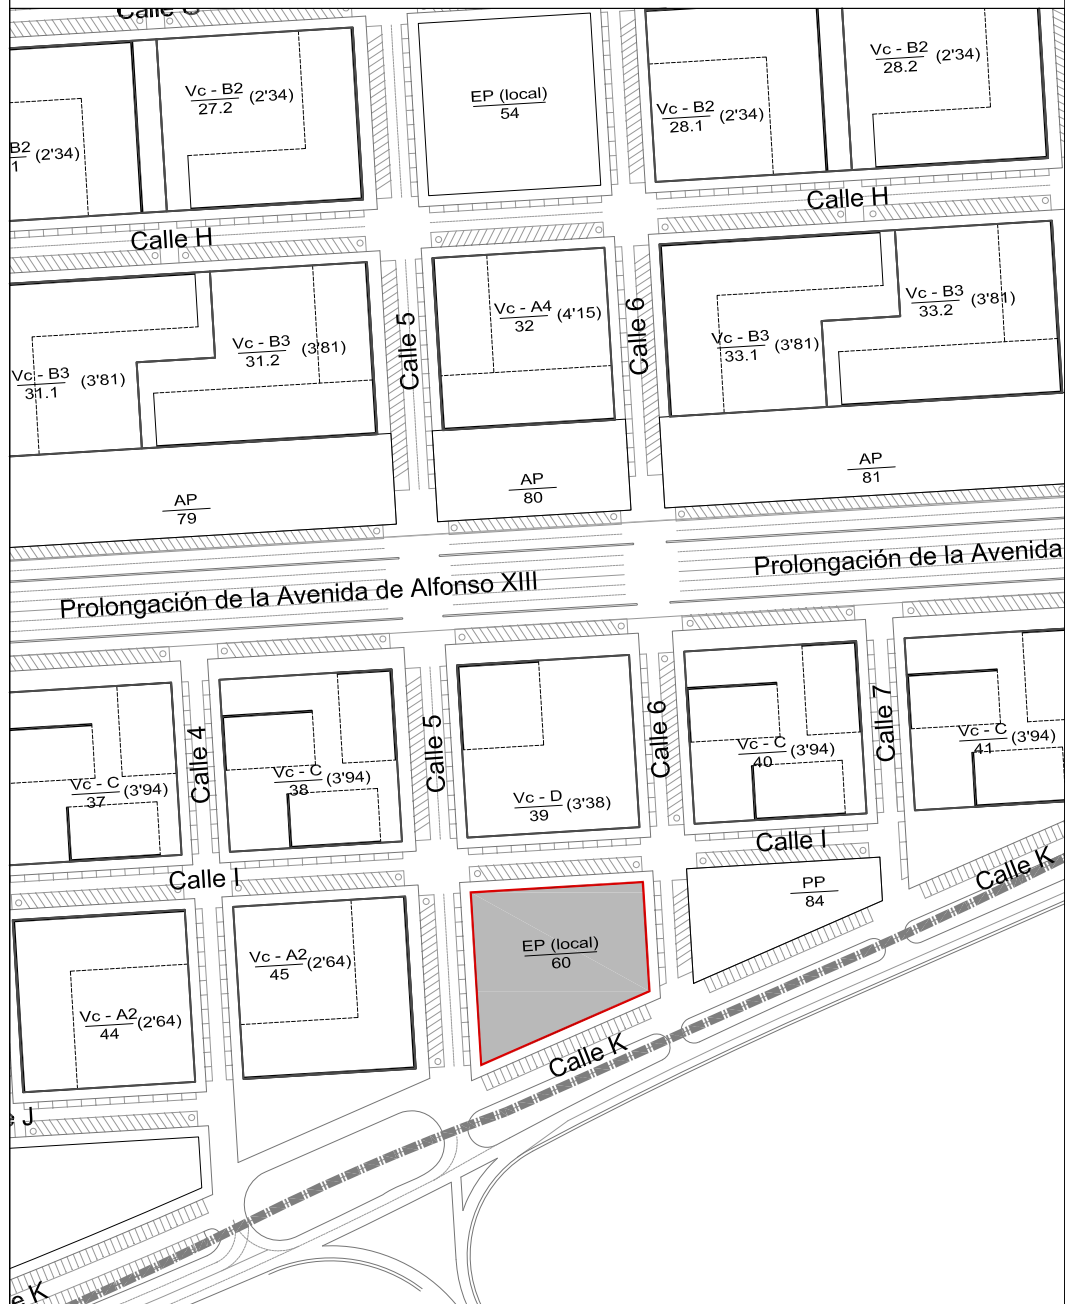 Vc - B2
27.2 (2'34)
EP (local)
54
Vc - B2
28.1 (2'34)
Vc - B2
28.2 (2'34)
B2
1 (2'34)
Calle H
Calle H
Vc - B3
31.1 (3'81)
Vc - B3
31.2 (3'81)
Calle 5
Vc - A4
32 (4'15)
Calle 6
Vc - B3
33.1 (3'81)
Vc - B3
33.2 (3'81)
AP
79
AP
80
AP
81
Prolongación de la Avenida de Alfonso XIII
Prolongación de la Avenida
Vc - C
37 (3'94)
Calle 4
Vc - C
38 (3'94)
Calle 5
Vc - D
39 (3'38)
Calle 6
Vc - C
40 (3'94)
Calle 7
Vc - C
41 (3'94)
Calle I
Calle I
Calle K
PP
84
Vc - A2
44 (2'64)
Vc - A2
45 (2'64)
EP (local)
60
Calle K
e J
e K